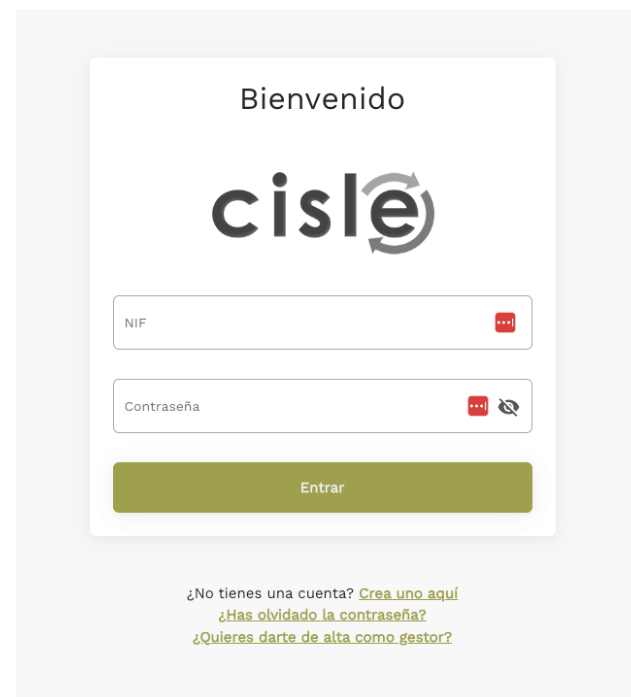 Bienvenido
cisle
NIF
Contraseña
Entrar
¿No tienes una cuenta? Crea uno aquí
¿Has olvidado la contraseña?
¿Quieres darte de alta como gestor?